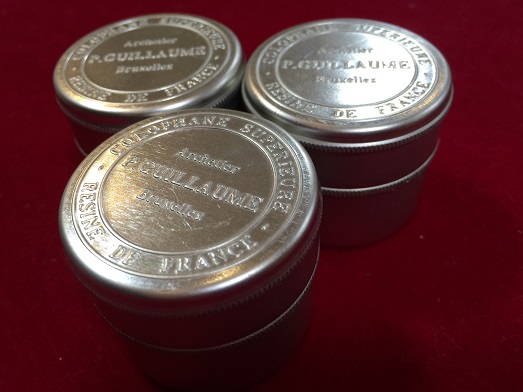 COLOPHANE SUPERIEURE
Archetier
P. GUILLAUME
Bruxelles
RESINE DE FRANCE
COLOPHANE SUPERIEURE
Archetier
P. GUILLAUME
Bruxelles
RESINE DE FRANCE
COLOPHANE SUPERIEURE
Archetier
P. GUILLAUME
Bruxelles
RESINE DE FRANCE